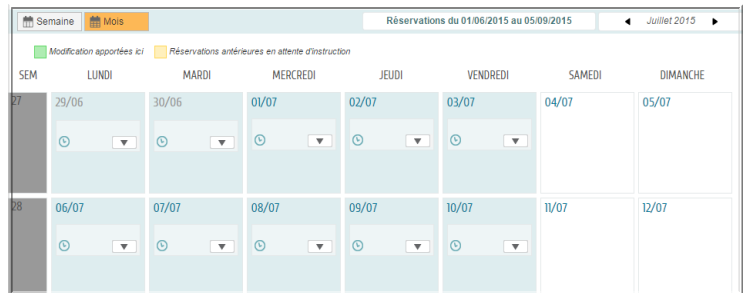 Semaine Mois Réservations du 01/06/2015 au 05/09/2015 Juillet 2015
Modification apportées ici Réservations antérieures en attente d'instruction
SEM LUNDI MARDI MERCREDI JEUDI VENDREDI SAMEDI DIMANCHE
27 29/06 30/06 01/07 02/07 03/07 04/07 05/07
28 06/07 07/07 08/07 09/07 10/07 11/07 12/07